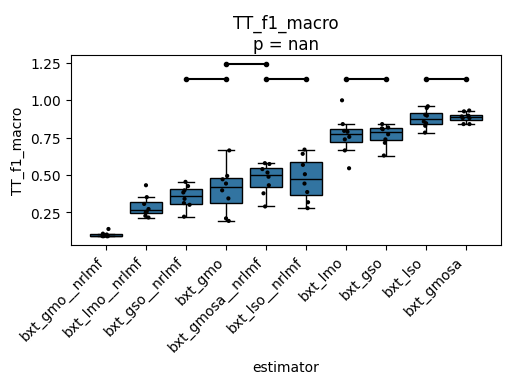 TT_f1_macro
p = nan
TT_f1_macro
1.25
1.00
0.75
0.50
0.25
bxt_gmo__nrlmf
bxt_lmo__nrlmf
bxt_gso__nrlmf
bxt_gmo
bxt_gmosa__nrlmf
bxt_lso__nrlmf
bxt_lmo
bxt_gso
bxt_lso
bxt_gmosa
estimator